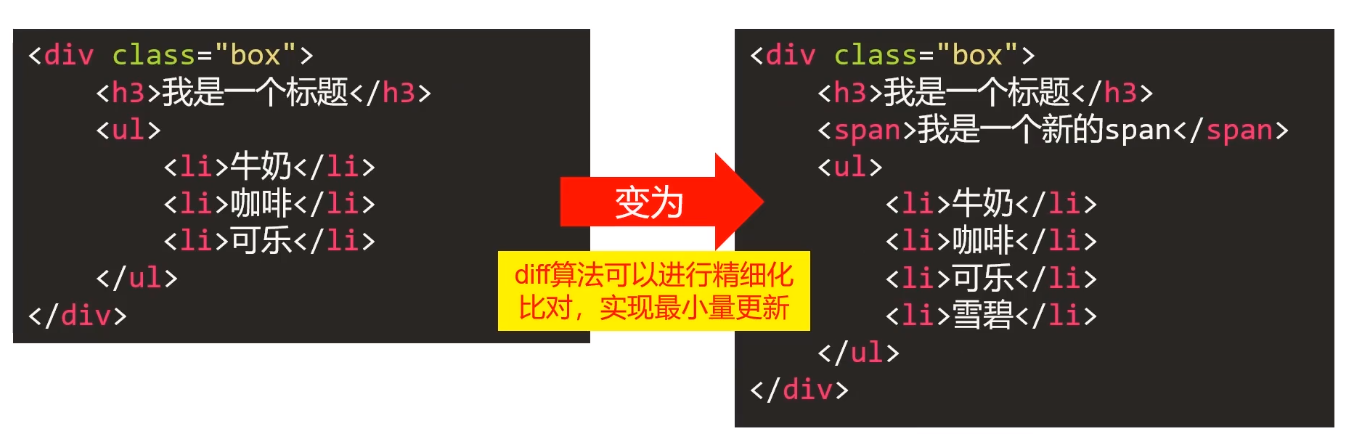 <div class="box">
    <h3>我是一个标题</h3>
    <ul>
        <li>牛奶</li>
        <li>咖啡</li>
        <li>可乐</li>
    </ul>
</div>
变为
diff算法可以进行精细化
比对，实现最小量更新
<div class="box">
    <h3>我是一个标题</h3>
    <span>我是一个新的span</span>
    <ul>
        <li>牛奶</li>
        <li>咖啡</li>
        <li>可乐</li>
        <li>雪碧</li>
    </ul>
</div>